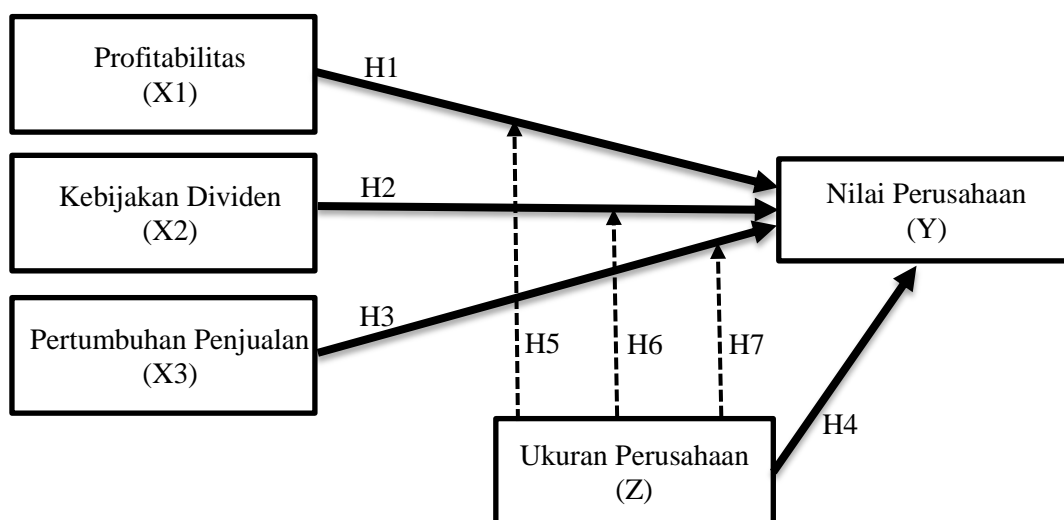 Profitabilitas
(X1)
H1
Kebijakan Dividen
(X2)
H2
Nilai Perusahaan
(Y)
Pertumbuhan Penjualan
(X3)
H3
H5
H6
H7
H4
Ukuran Perusahaan
(Z)